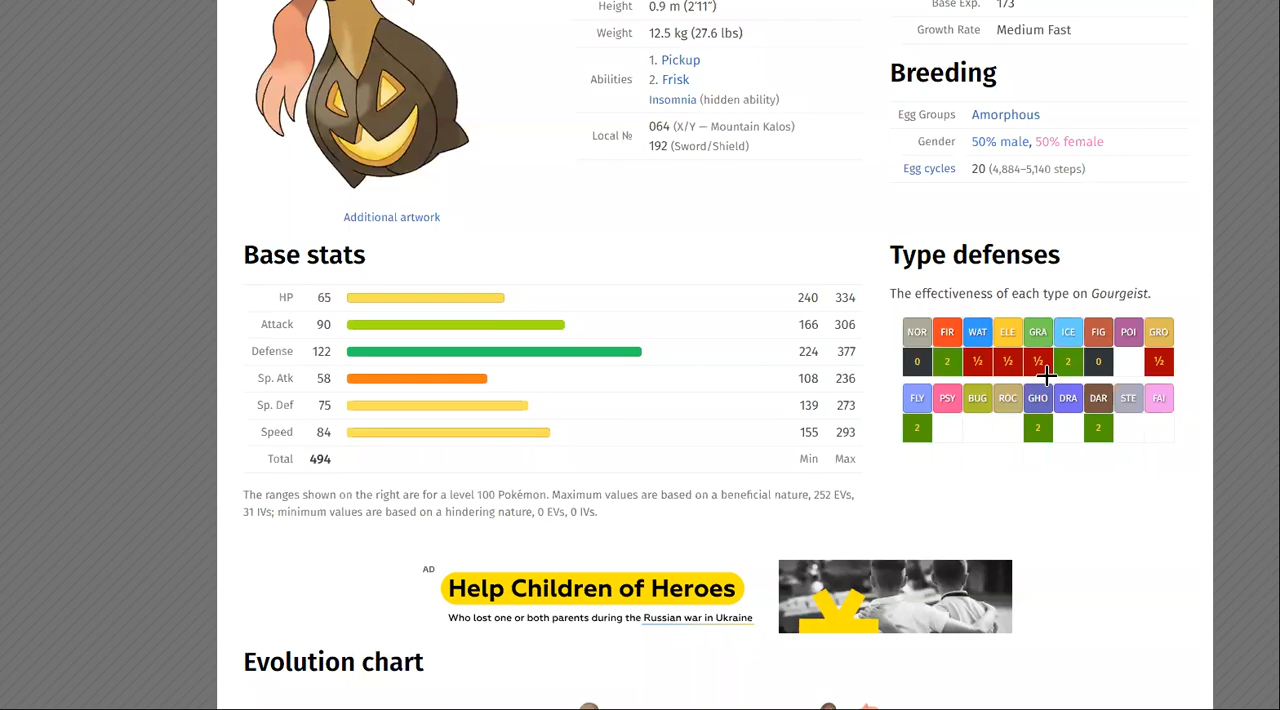 Height 0.9 m (2′11″)
Weight 12.5 kg (27.6 lbs)
Abilities
1. Pickup
2. Frisk
Insomnia (hidden ability)
Local №
064 (X/Y — Mountain Kalos)
192 (Sword/Shield)
Base Exp. 173
Growth Rate Medium Fast
Breeding
Egg Groups Amorphous
Gender 50% male, 50% female
Egg cycles 20 (4,884–5,140 steps)
Additional artwork
Base stats
HP 65 240 334
Attack 90 166 306
Defense 122 224 377
Sp. Atk 58 108 236
Sp. Def 75 139 273
Speed 84 155 293
Total 494 Min Max
The ranges shown on the right are for a level 100 Pokémon. Maximum values are based on a beneficial nature, 252 EVs,
31 IVs; minimum values are based on a hindering nature, 0 EVs, 0 IVs.
Type defenses
The effectiveness of each type on Gourgeist.
NOR FIR WAT ELE GRA ICE FIG POI GRO
0 2 ½ ½ ½ 2 0 ½
FLY PSY BUG ROC GHO DRA DAR STE FAI
2 2 2
AD
Help Children of Heroes
Who lost one or both parents during the Russian war in Ukraine
Evolution chart